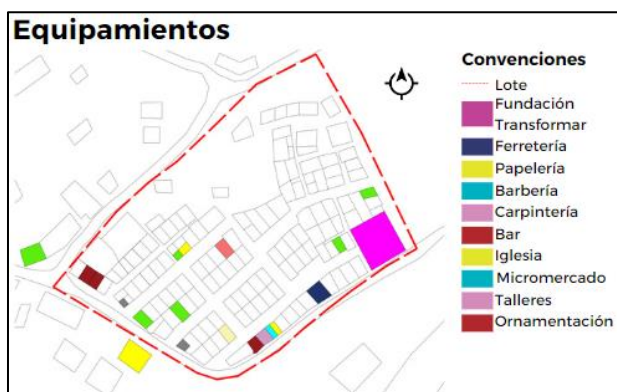 Equipamientos
Convenciones
Lote
Fundación
Transformar
Ferretería
Papelería
Barbería
Carpintería
Bar
Iglesia
Micromercado
Talleres
Ornamentación